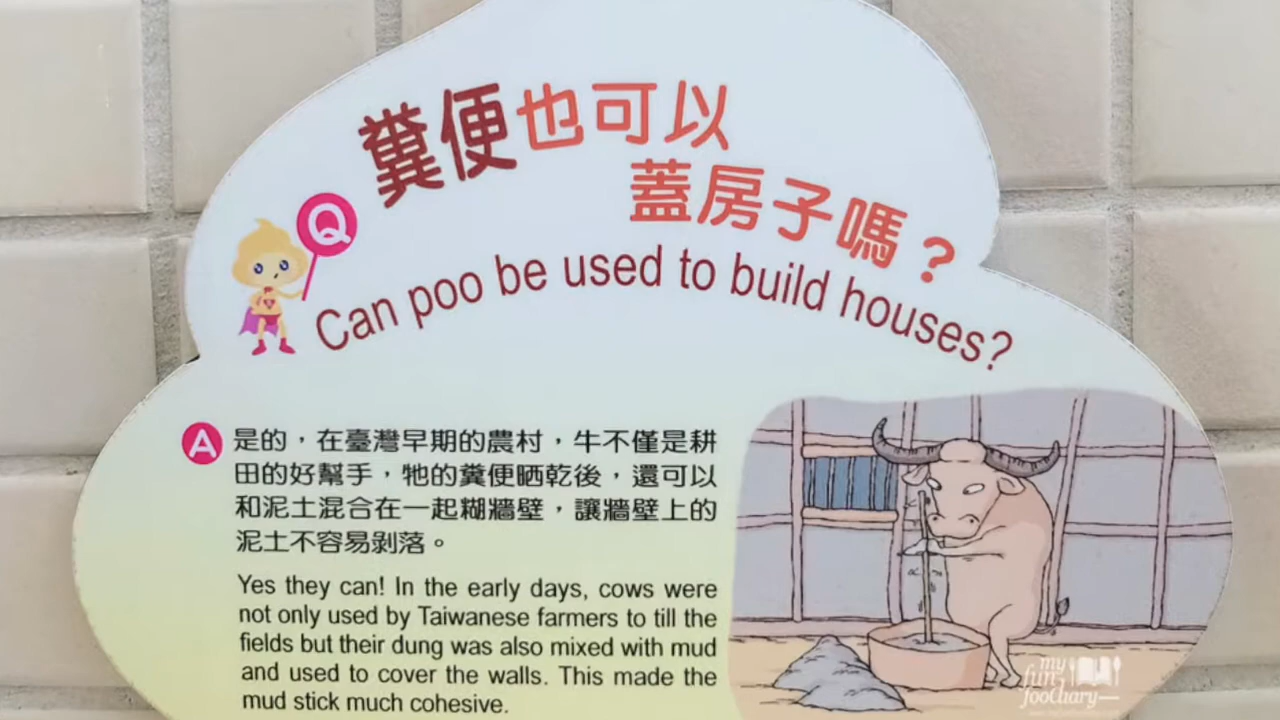 糞便也可以
蓋房子嗎？
Q
Can poo be used to build houses?
A
是的，在臺灣早期的農村，牛不僅是耕
田的好幫手，牠的糞便晒乾後，還可以
和泥土混合在一起糊牆壁，讓牆壁上的
泥土不容易剝落。
Yes they can! In the early days, cows were
not only used by Taiwanese farmers to till the
fields but their dung was also mixed with mud
and used to cover the walls. This made the
mud stick much cohesive.
my
fun
foodiary